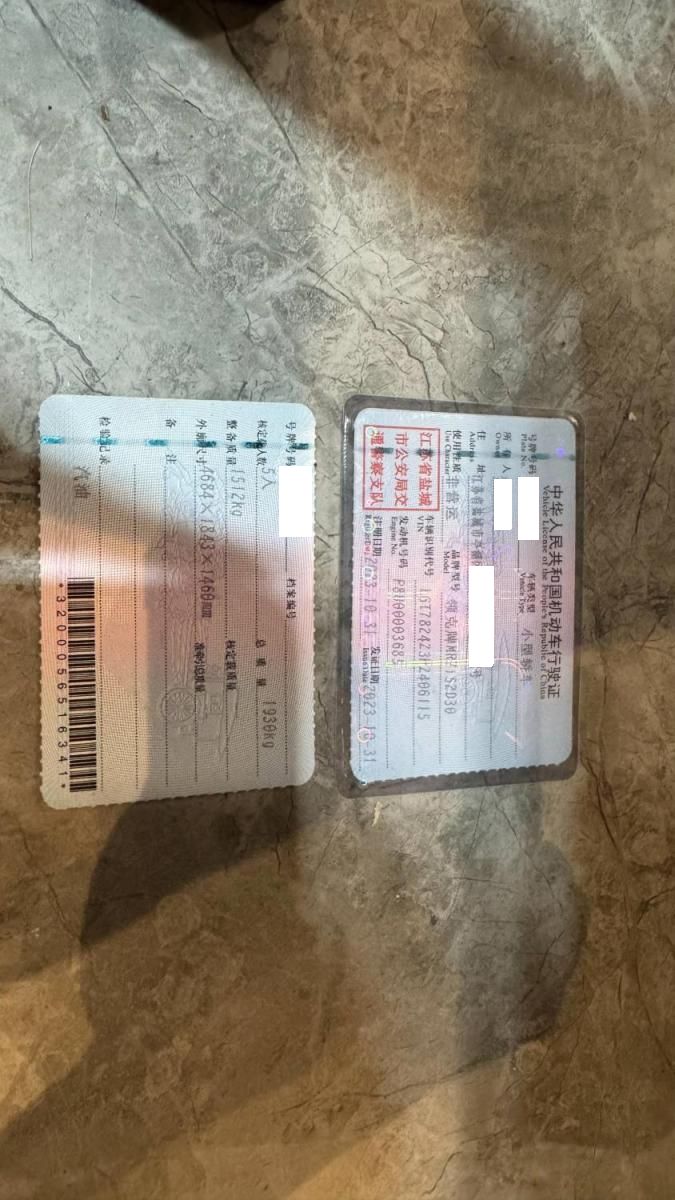 中华人民共和国机动车行驶证
Vehicle License of the People's Republic of China
号牌号码
Plate No.
车辆类型
Vehicle Type
小型轿车
所有人
Owner
住址
Address
江苏省盐城市
号
使用性质
Use Character
非营运
品牌型号
Model
领克牌
江苏省盐城
市公安局交
通警察支队
车辆识别代号
VIN
发动机号码
Engine No.
注册日期
Register Date
2023-10-31
发证日期
Issue Date
2023-10-31
号牌号码
档案编号
核定载人数
5人
总质量
1930kg
整备质量
1512kg
核定载质量
外廓尺寸
4684×1843×1460
准牵引总质量
备注
检验记录
汽油
*3200056516341*